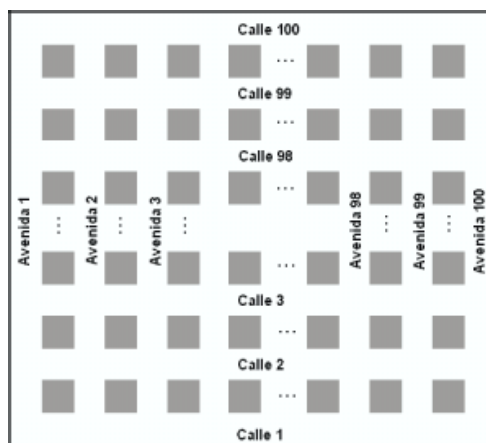 Calle 100
Calle 99
Calle 98
Avenida 1
Avenida 2
Avenida 3
Avenida 98
Avenida 99
Avenida 100
Calle 3
Calle 2
Calle 1